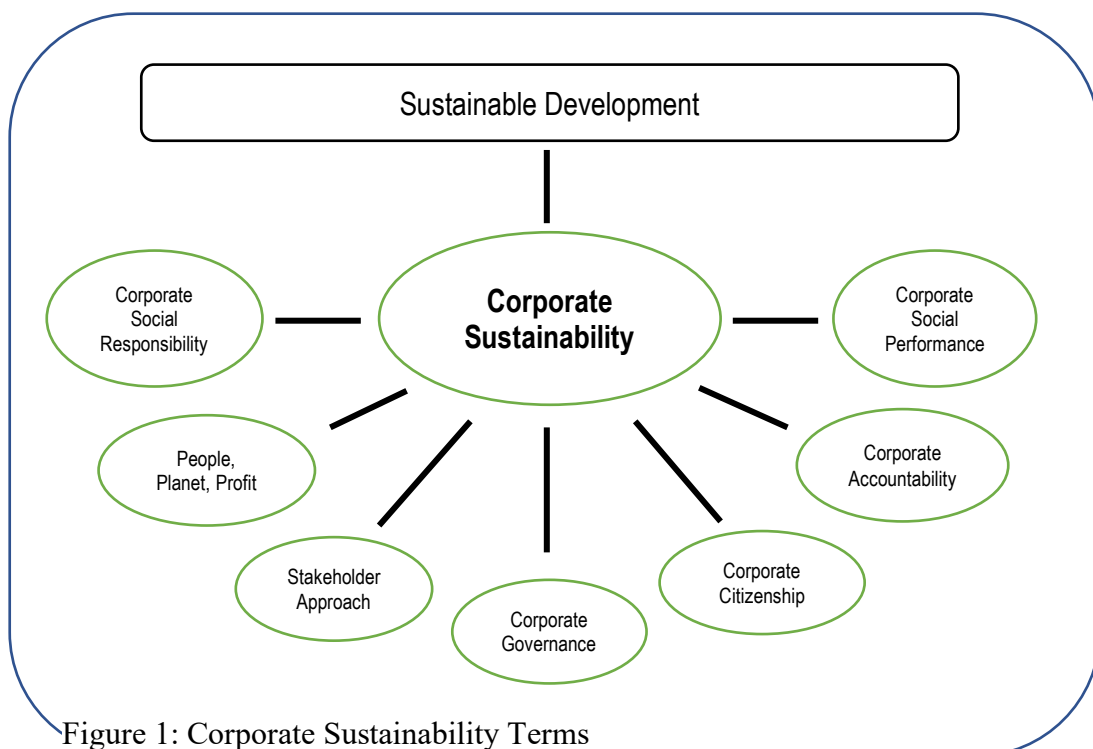 Sustainable Development
Corporate
Sustainability
Corporate
Social
Responsibility
Corporate
Social
Performance
People,
Planet, Profit
Corporate
Accountability
Stakeholder
Approach
Corporate
Governance
Corporate
Citizenship
Figure 1: Corporate Sustainability Terms